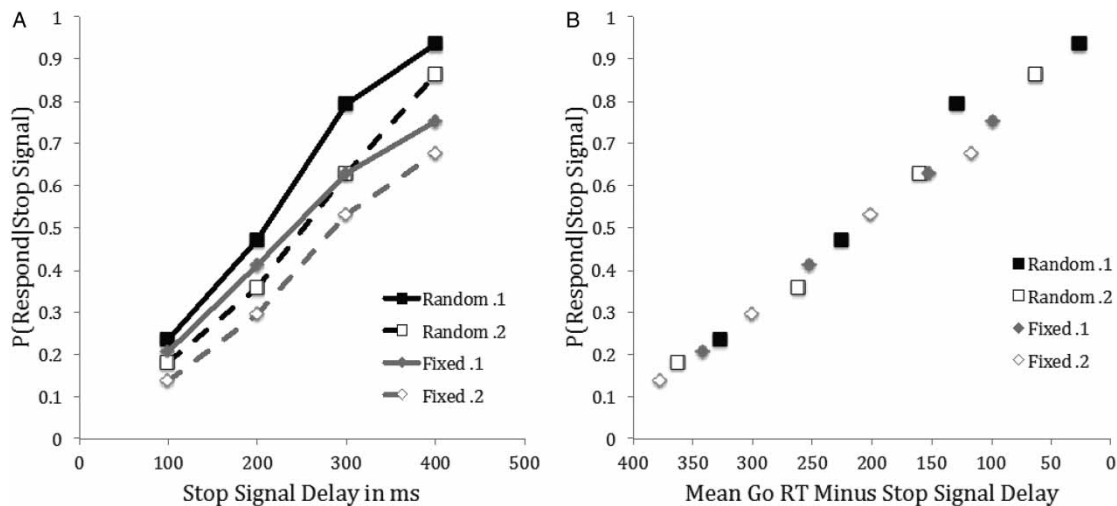 A
P(Respond|Stop Signal)
1
0.9
0.8
0.7
0.6
0.5
0.4
0.3
0.2
0.1
0
0 100 200 300 400 500
Stop Signal Delay in ms
Random .1
Random .2
Fixed .1
Fixed .2
B
P(Respond|Stop Signal)
1
0.9
0.8
0.7
0.6
0.5
0.4
0.3
0.2
0.1
0
400 350 300 250 200 150 100 50 0
Mean Go RT Minus Stop Signal Delay
Random .1
Random .2
Fixed .1
Fixed .2